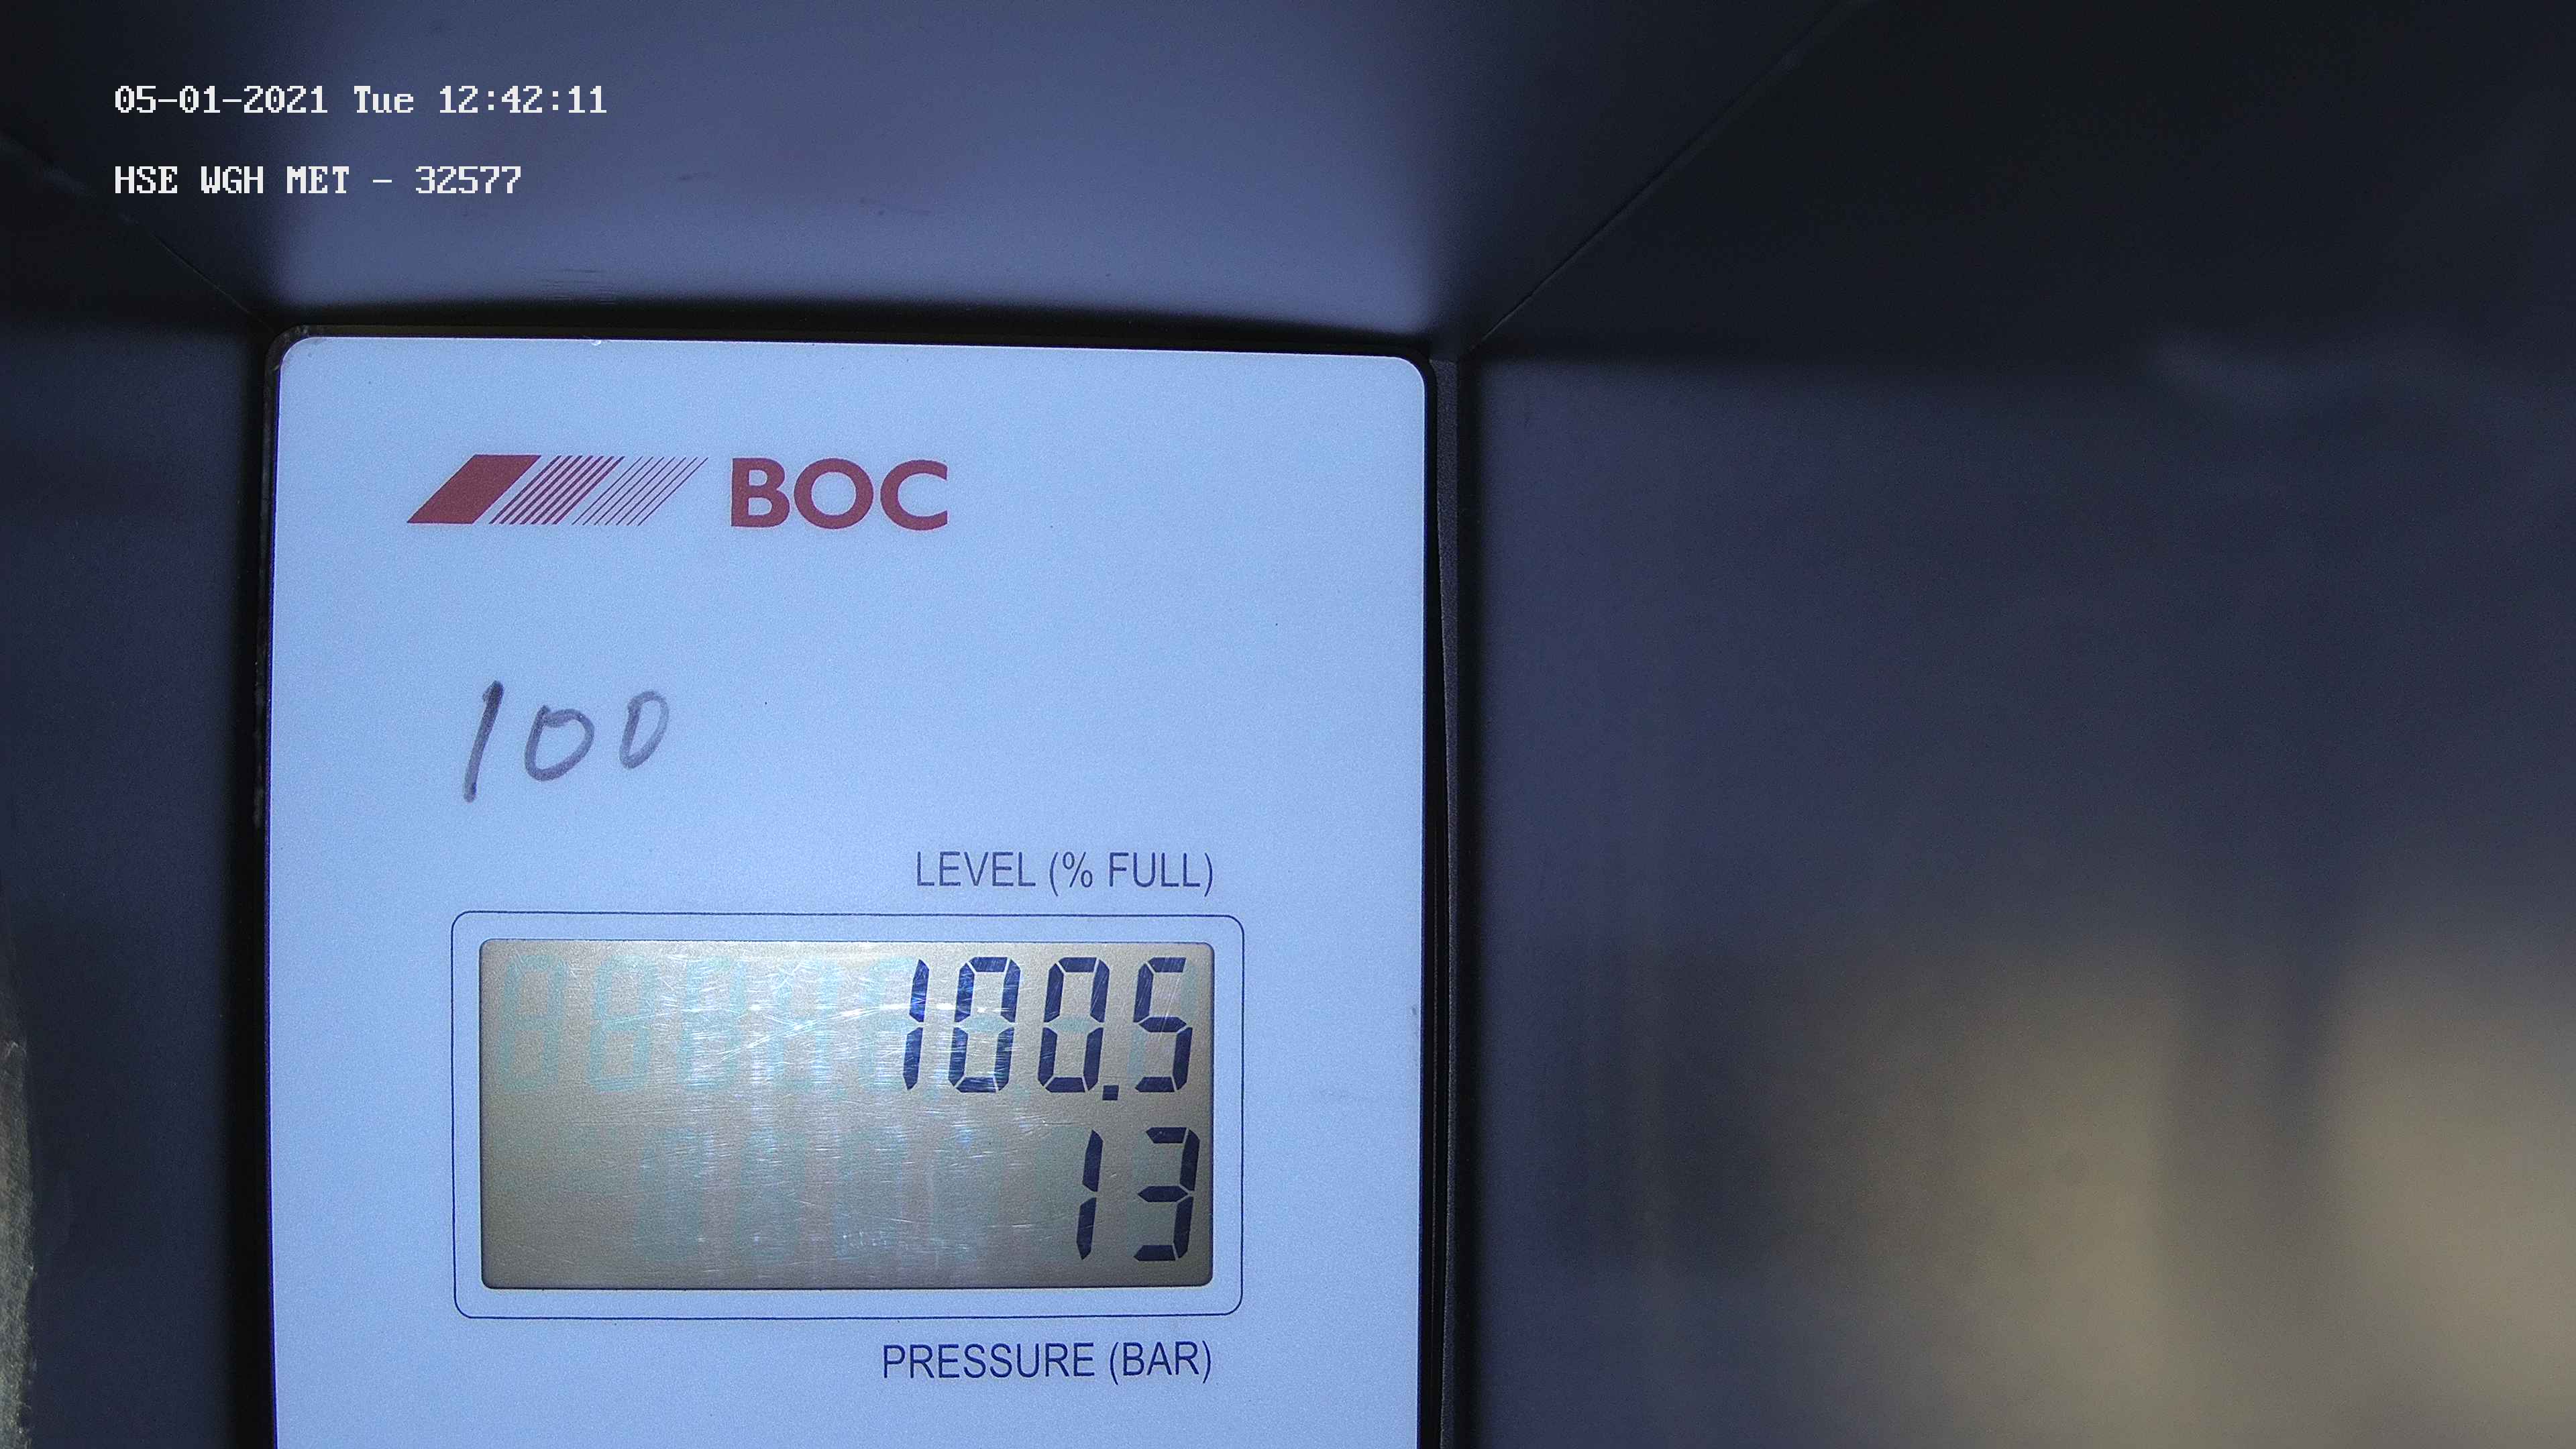 05-01-2021 Tue 12:42:11
HSE WGH MET - 32577
BOC
100
LEVEL (% FULL)
100.5
13
PRESSURE (BAR)